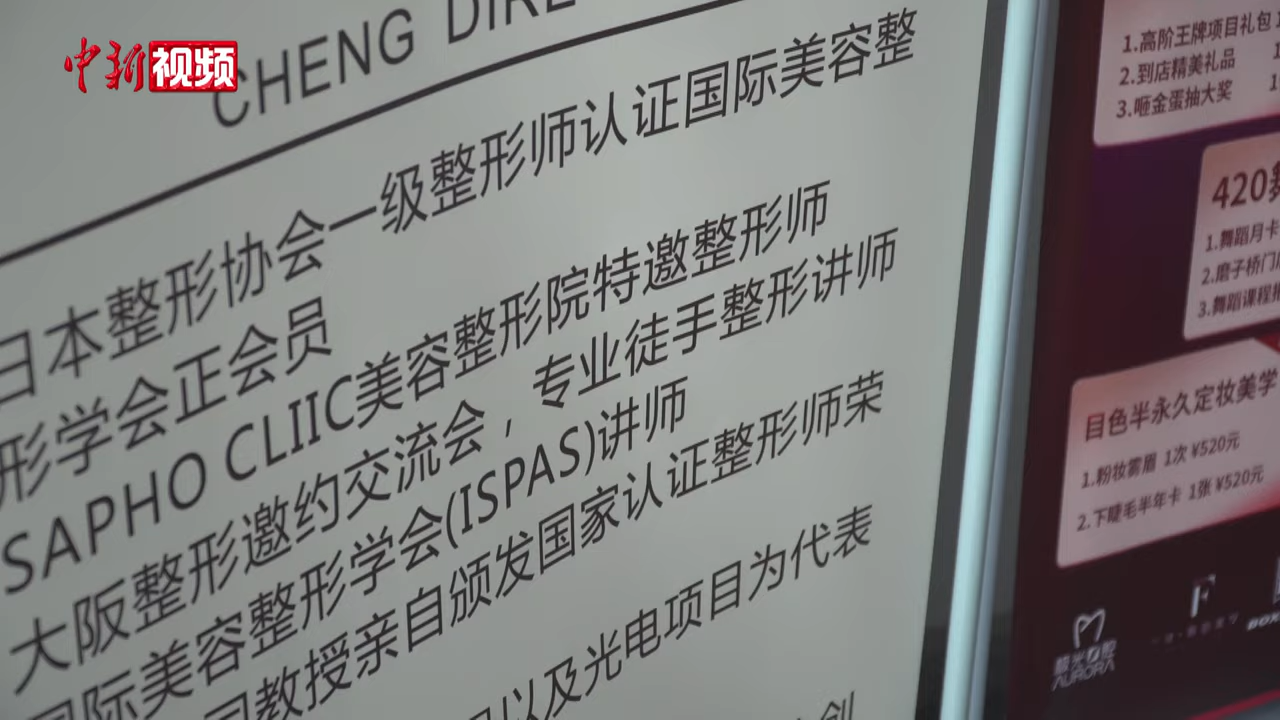 中新视频
CHENG DIRE
日本整形协会一级整形师认证国际美容整
形学会正会员
SAPHO CLIIC美容整形院特邀整形师
大阪整形邀约交流会，专业徒手整形讲师
国际美容整形学会(ISPAS)讲师
教授亲自颁发国家认证整形师荣
以及光电项目为代表
创
1.高阶王牌项目礼包
2.到店精美礼品
3.砸金蛋抽大奖
420
1.舞蹈月卡
2.磨子桥门
3.舞蹈课程
目色半永久定妆美学
1.粉妆雾眉 1次 ¥520元
2.下睫毛半年卡 1张 ¥520元
F
BOX
极光口腔
AURORA